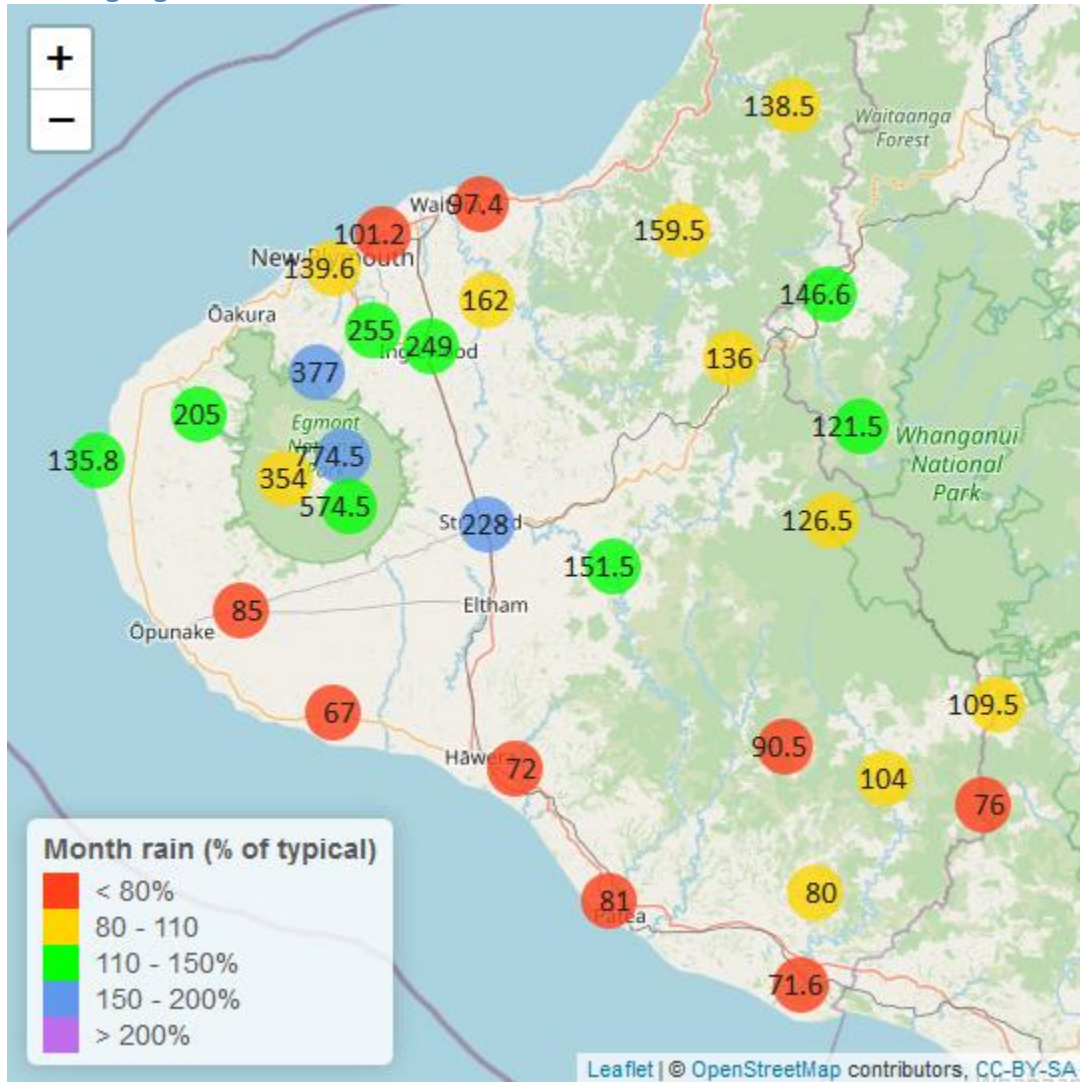 +
−
138.5
Waitaanga
Forest
97.4
101.2
159.5
139.6
162
146.6
Ōakura
255
249
136
377
205
Egmont
121.5
Whanganui
National
Park
135.8
774.5
354
574.5
228
126.5
151.5
Eltham
85
Ōpunake
67
109.5
90.5
Hāwera
72
104
76
80
81
71.6
Month rain (% of typical)
< 80%
80 - 110
110 - 150%
150 - 200%
> 200%
Leaflet | © OpenStreetMap contributors, CC-BY-SA